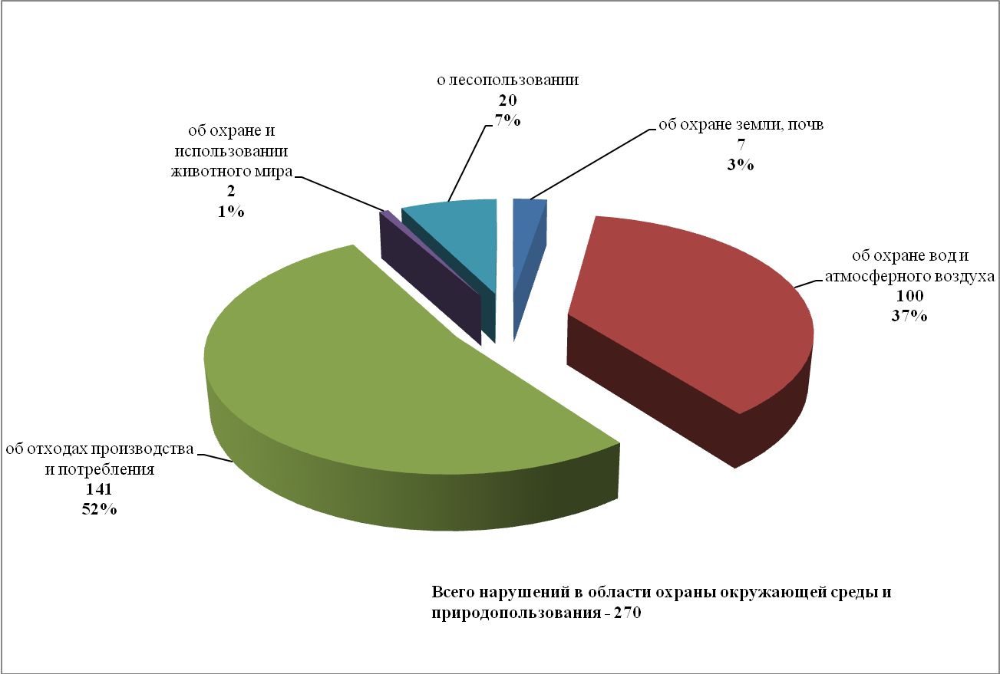 о лесопользовании
20
7%
об охране земли, почв
7
3%
об охране и
использовании
животного мира
2
1%
об охране вод и
атмосферного воздуха
100
37%
об отходах производства
и потребления
141
52%
Всего нарушений в области охраны окружающей среды и
природопользования - 270